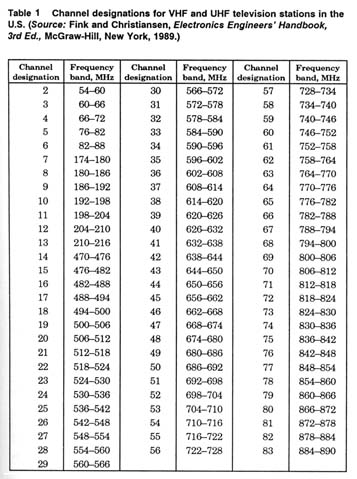 Table 1 Channel designations for VHF and UHF television stations in the
U.S. (Source: Fink and Christiansen, Electronics Engineers' Handbook,
3rd Ed., McGraw-Hill, New York, 1989.)
Channel Frequency Channel Frequency Channel Frequency
designation band, MHz designation band, MHz designation band, MHz
2 54–60 30 566–572 57 728–734
3 60–66 31 572–578 58 734–740
4 66–72 32 578–584 59 740–746
5 76–82 33 584–590 60 746–752
6 82–88 34 590–596 61 752–758
7 174–180 35 596–602 62 758–764
8 180–186 36 602–608 63 764–770
9 186–192 37 608–614 64 770–776
10 192–198 38 614–620 65 776–782
11 198–204 39 620–626 66 782–788
12 204–210 40 626–632 67 788–794
13 210–216 41 632–638 68 794–800
14 470–476 42 638–644 69 800–806
15 476–482 43 644–650 70 806–812
16 482–488 44 650–656 71 812–818
17 488–494 45 656–662 72 818–824
18 494–500 46 662–668 73 824–830
19 500–506 47 668–674 74 830–836
20 506–512 48 674–680 75 836–842
21 512–518 49 680–686 76 842–848
22 518–524 50 686–692 77 848–854
23 524–530 51 692–698 78 854–860
24 530–536 52 698–704 79 860–866
25 536–542 53 704–710 80 866–872
26 542–548 54 710–716 81 872–878
27 548–554 55 716–722 82 878–884
28 554–560 56 722–728 83 884–890
29 560–566